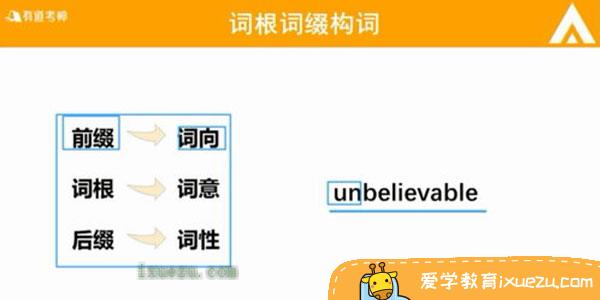 有道考神
词根词缀构词
前缀 词向
词根 词意
后缀 词性
unbelievable
ixuezu.com
爱学教育ixuezu.com